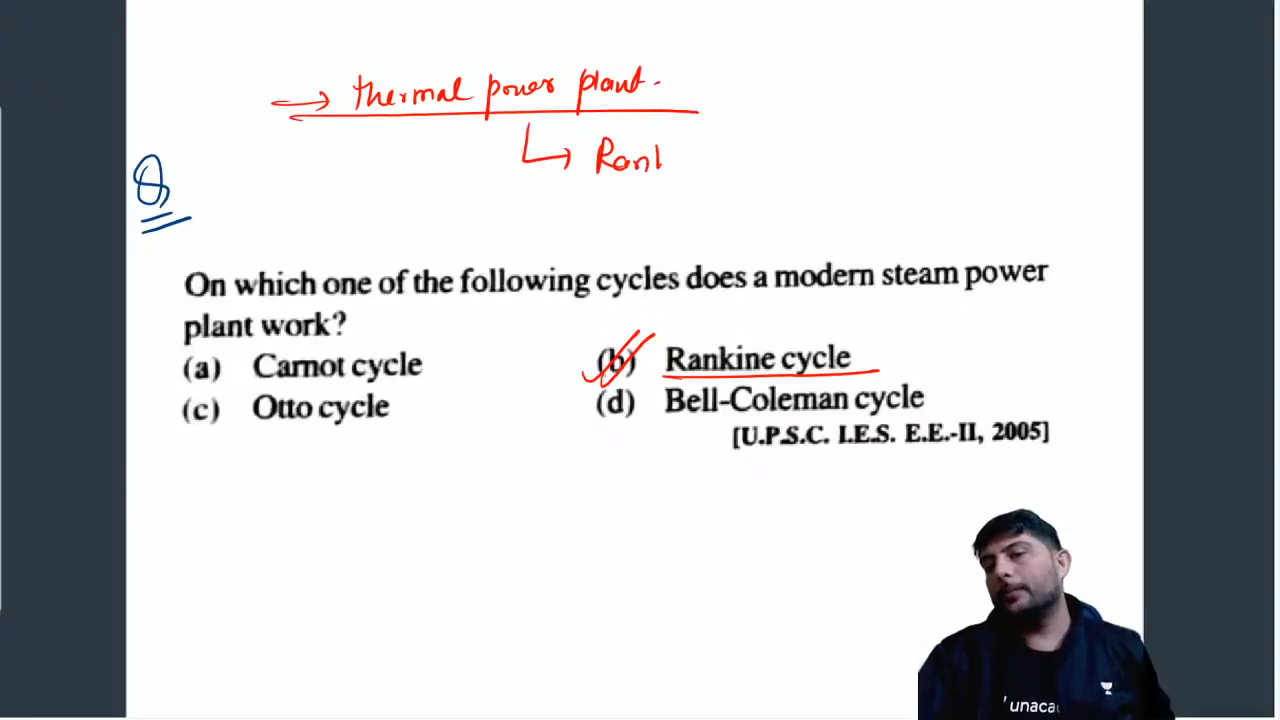 → thermal power plant.
↳ Rank
Q
On which one of the following cycles does a modern steam power
plant work?
(a) Carnot cycle
(b) Rankine cycle
(c) Otto cycle
(d) Bell-Coleman cycle
[U.P.S.C. I.E.S. E.E.-II, 2005]
unaca